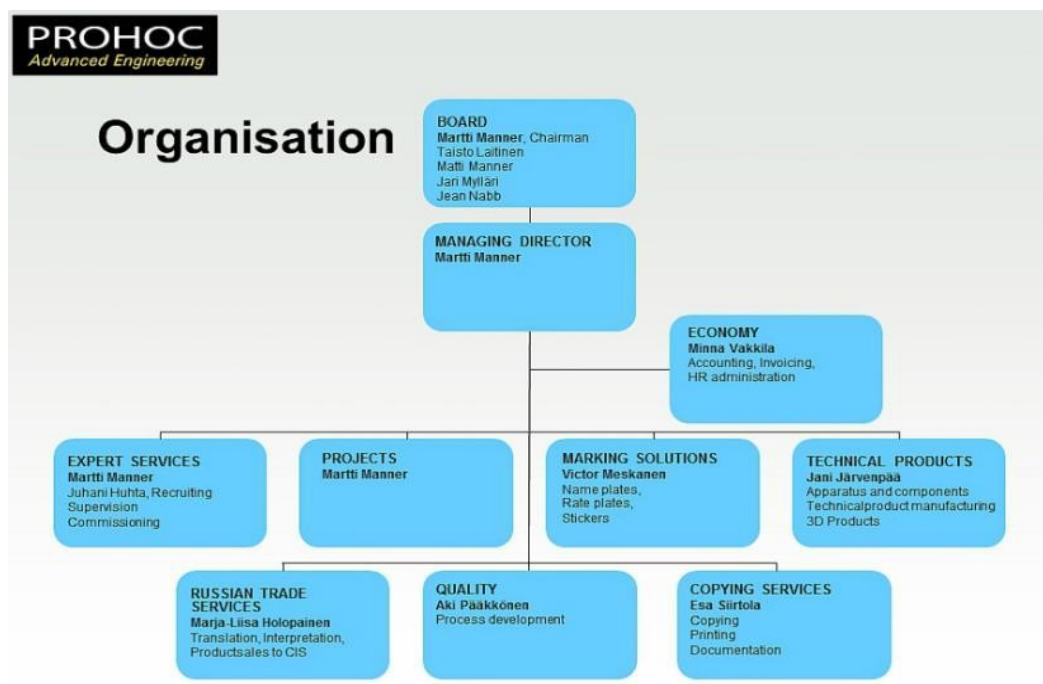 PROHOC
Advanced Engineering
Organisation
BOARD
Martti Manner, Chairman
Taisto Laitinen
Matti Manner
Jari Mylläri
Jean Nabb
MANAGING DIRECTOR
Martti Manner
ECONOMY
Minna Vakkila
Accounting, Invoicing,
HR administration
EXPERT SERVICES
Martti Manner
Juhani Huhta, Recruiting
Supervision
Commissioning
PROJECTS
Martti Manner
MARKING SOLUTIONS
Victor Meskanen
Name plates,
Rate plates,
Stickers
TECHNICAL PRODUCTS
Jani Järvenpää
Apparatus and components
Technicalproduct manufacturing
3D Products
RUSSIAN TRADE
SERVICES
Marja-Liisa Holopainen
Translation, Interpretation,
Productsales to CIS
QUALITY
Aki Pääkkönen
Process development
COPYING SERVICES
Esa Siirtola
Copying
Printing
Documentation